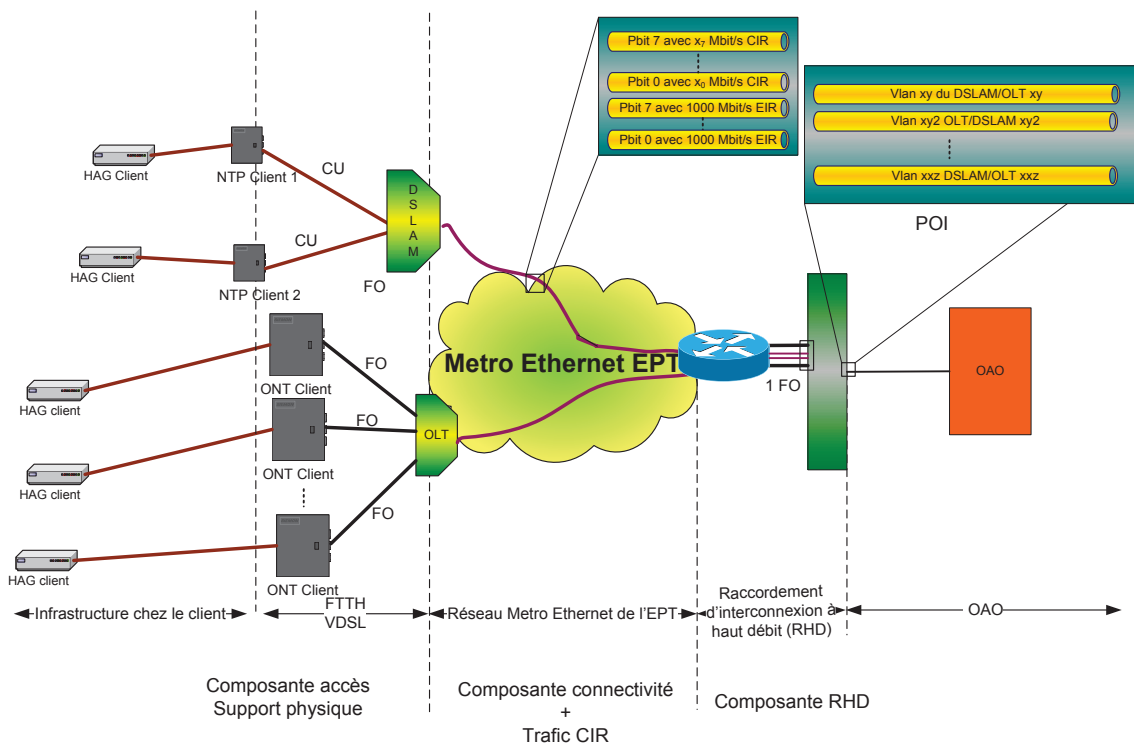 Pbit 7 avec x7 Mbit/s CIR
Pbit 0 avec x0 Mbit/s CIR
Pbit 7 avec 1000 Mbit/s EIR
Pbit 0 avec 1000 Mbit/s EIR
Vlan xy du DSLAM/OLT xy
Vlan xy2 OLT/DSLAM xy2
Vlan xxz DSLAM/OLT xxz
POI
HAG Client
NTP Client 1
CU
DSLAM
HAG Client
NTP Client 2
CU
FO
HAG client
ONT Client
FO
Metro Ethernet EPT
1 FO
OAO
HAG client
ONT Client
FO
OLT
HAG client
ONT Client
FO
Infrastructure chez le client
FTTH
VDSL
Réseau Metro Ethernet de l'EPT
Raccordement
d'interconnexion à
haut débit (RHD)
OAO
Composante accès
Support physique
Composante connectivité
+
Trafic CIR
Composante RHD